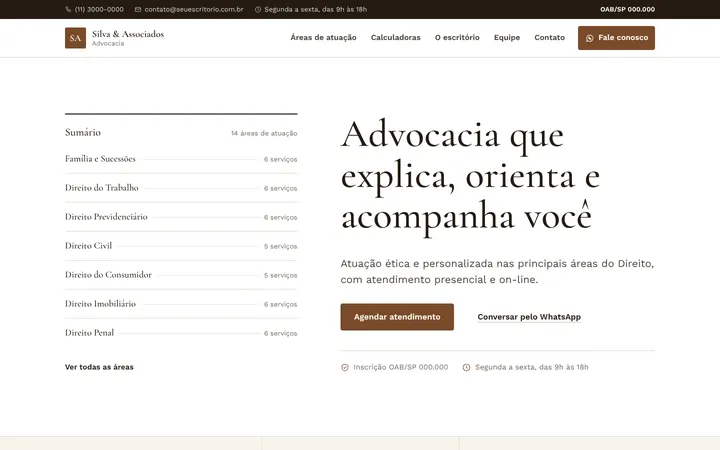 (11) 3000-0000 contato@seuescritorio.com.br Segunda a sexta, das 9h às 18h OAB/SP 000.000
SA Silva & Associados
Advocacia
Áreas de atuação Calculadoras O escritório Equipe Contato Fale conosco
Sumário 14 áreas de atuação
Família e Sucessões 6 serviços
Direito do Trabalho 6 serviços
Direito Previdenciário 6 serviços
Direito Civil 5 serviços
Direito do Consumidor 5 serviços
Direito Imobiliário 6 serviços
Direito Penal 6 serviços
Ver todas as áreas
Advocacia que
explica, orienta e
acompanha você
Atuação ética e personalizada nas principais áreas do Direito,
com atendimento presencial e on-line.
Agendar atendimento Conversar pelo WhatsApp
Inscrição OAB/SP 000.000 Segunda a sexta, das 9h às 18h